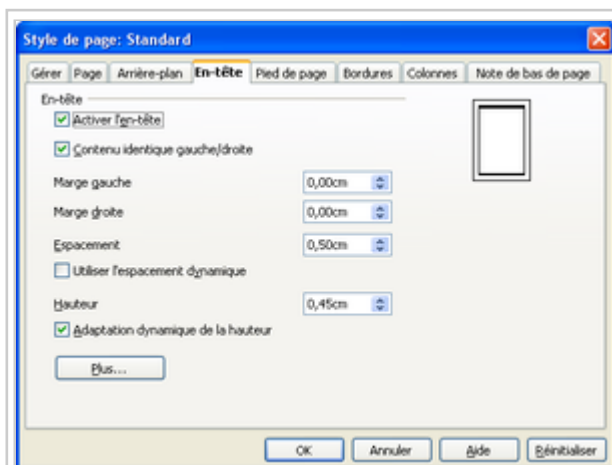 Style de page: Standard
Gérer Page Arrière-plan En-tête Pied de page Bordures Colonnes Note de bas de page
En-tête
Activer l'en-tête
Contenu identique gauche/droite
Marge gauche 0,00cm
Marge droite 0,00cm
Espacement 0,50cm
Utiliser l'espacement dynamique
Hauteur 0,45cm
Adaptation dynamique de la hauteur
Plus...
OK Annuler Aide Réinitialiser